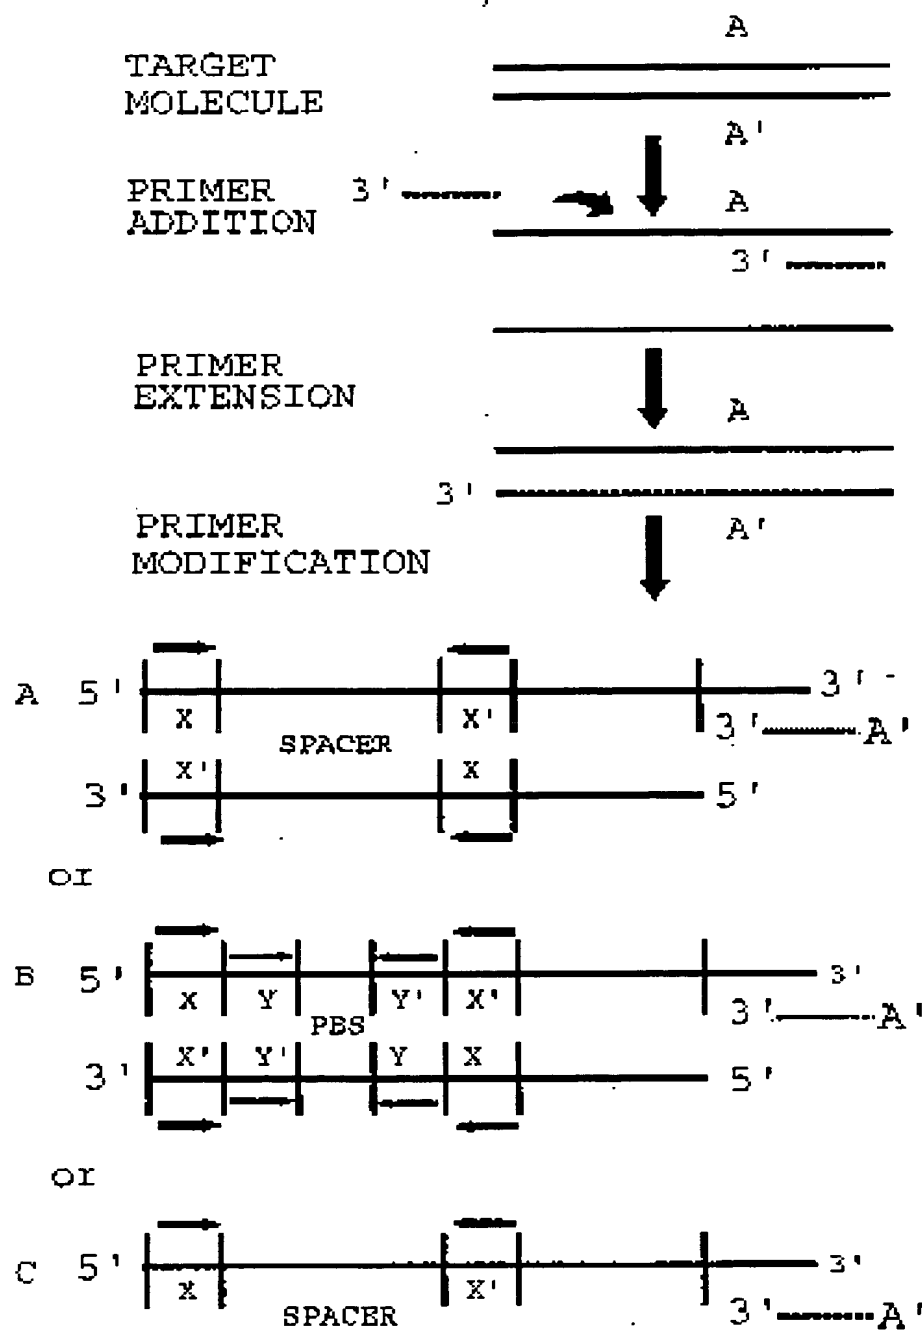 A
TARGET
MOLECULE
A'
PRIMER 3'
ADDITION
A
3'
PRIMER
EXTENSION
A
3'
PRIMER
MODIFICATION
A'
A 5' 3'
X X'
3' A'
SPACER
X' X
3' 5'
or
B 5' 3'
X Y Y' X'
3' A'
PBS
X' Y' Y X
3' 5'
or
C 5' 3'
X X'
SPACER 3' A'